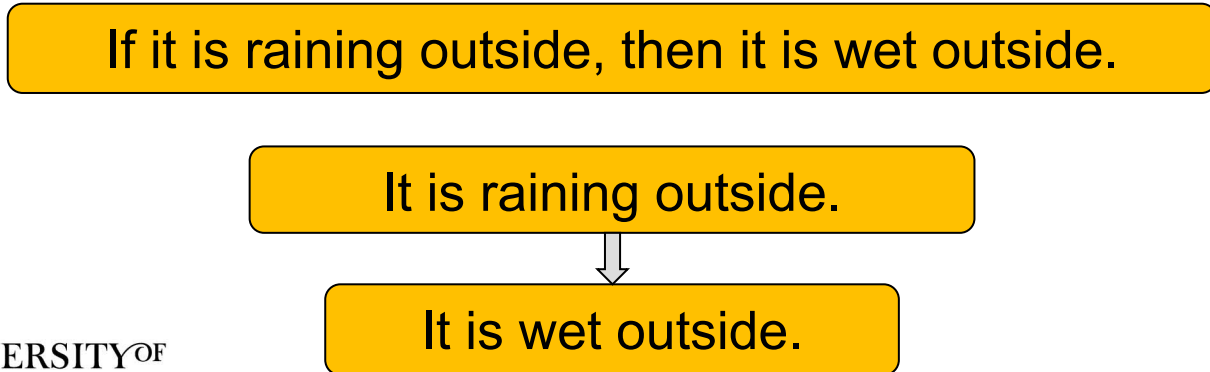 If it is raining outside, then it is wet outside.
It is raining outside.
It is wet outside.
ERSITY OF